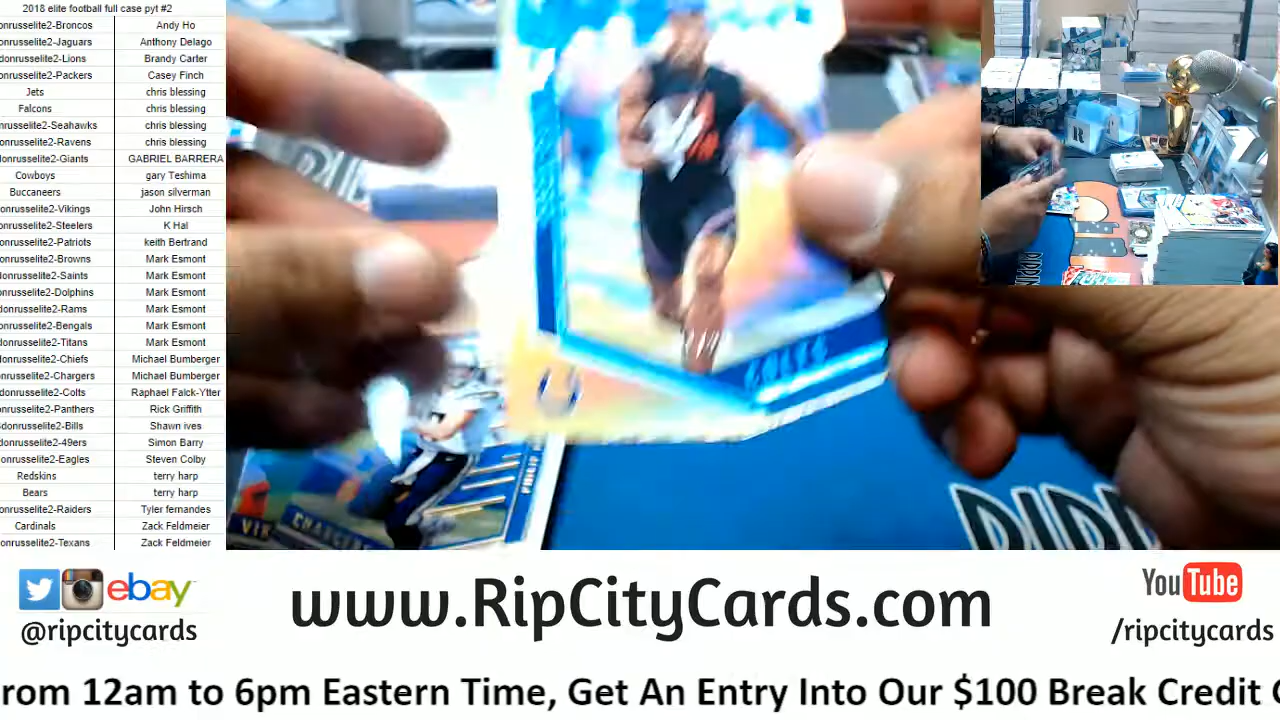 2018 elite football full case pyt #2
onrusselite2-Broncos Andy Ho
donrusselite2-Jaguars Anthony Delago
donrusselite2-Lions Brandy Carter
onrusselite2-Packers Casey Finch
Jets chris blessing
Falcons chris blessing
nrusselite2-Seahawks chris blessing
onrusselite2-Ravens chris blessing
donrusselite2-Giants GABRIEL BARRERA
Cowboys gary Teshima
Buccaneers jason silverman
onrusselite2-Vikings John Hirsch
onrusselite2-Steelers K Hal
onrusselite2-Patriots keith Bertrand
onrusselite2-Browns Mark Esmont
donrusselite2-Saints Mark Esmont
onrusselite2-Dolphins Mark Esmont
donrusselite2-Rams Mark Esmont
onrusselite2-Bengals Mark Esmont
donrusselite2-Titans Mark Esmont
donrusselite2-Chiefs Michael Bumberger
nrusselite2-Chargers Michael Bumberger
donrusselite2-Colts Raphael Falck-Ytter
nrusselite2-Panthers Rick Griffith
donrusselite2-Bills Shawn ives
onrusselite2-49ers Simon Barry
onrusselite2-Eagles Steven Colby
Redskins terry harp
Bears terry harp
onrusselite2-Raiders Tyler fernandes
Cardinals Zack Feldmeier
onrusselite2-Texans Zack Feldmeier
COLTS
VIK
PHILIP
RIPP
RIPPIN
R
ebay
@ripcitycards
www.RipCityCards.com
YouTube
/ripcitycards
rom 12am to 6pm Eastern Time, Get An Entry Into Our $100 Break Credit